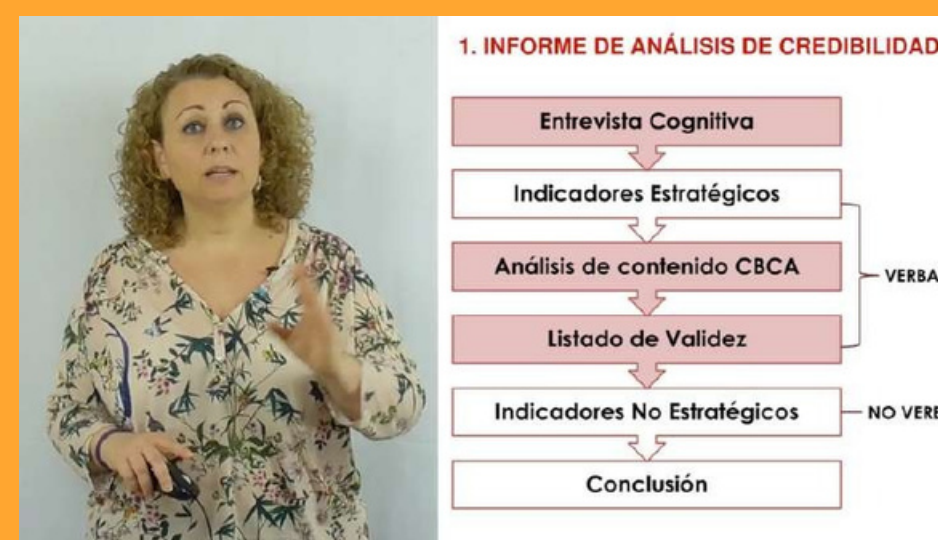 1. INFORME DE ANÁLISIS DE CREDIBILIDAD
Entrevista Cognitiva
Indicadores Estratégicos
Análisis de contenido CBCA
VERBA
Listado de Validez
Indicadores No Estratégicos
NO VERB
Conclusión